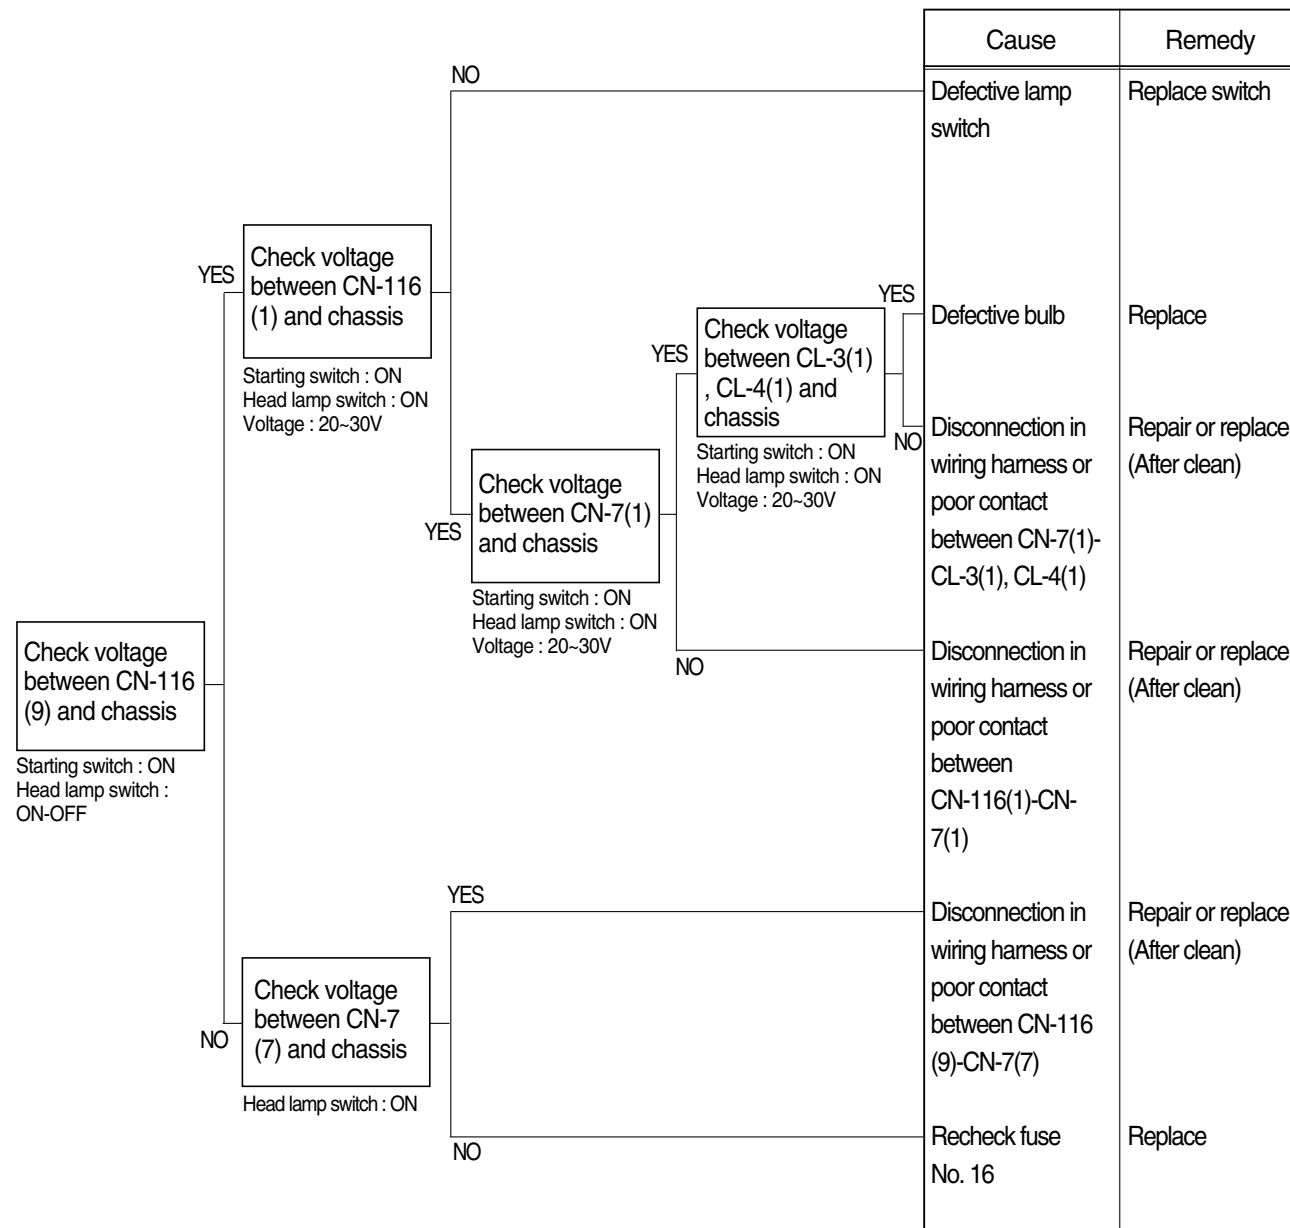 Cause
Remedy
NO
Defective lamp
switch
Replace switch
YES
Check voltage
between CN-116
(1) and chassis
Starting switch : ON
Head lamp switch : ON
Voltage : 20~30V
YES
Check voltage
between CL-3(1)
, CL-4(1) and
chassis
Starting switch : ON
Head lamp switch : ON
Voltage : 20~30V
YES
Defective bulb
Replace
NO
Disconnection in
wiring harness or
poor contact
between CN-7(1)-
CL-3(1), CL-4(1)
Repair or replace
(After clean)
YES
Check voltage
between CN-7(1)
and chassis
Starting switch : ON
Head lamp switch : ON
Voltage : 20~30V
NO
Disconnection in
wiring harness or
poor contact
between
CN-116(1)-CN-
7(1)
Repair or replace
(After clean)
Check voltage
between CN-116
(9) and chassis
Starting switch : ON
Head lamp switch :
ON-OFF
YES
Disconnection in
wiring harness or
poor contact
between CN-116
(9)-CN-7(7)
Repair or replace
(After clean)
NO
Check voltage
between CN-7
(7) and chassis
Head lamp switch : ON
NO
Recheck fuse
No. 16
Replace